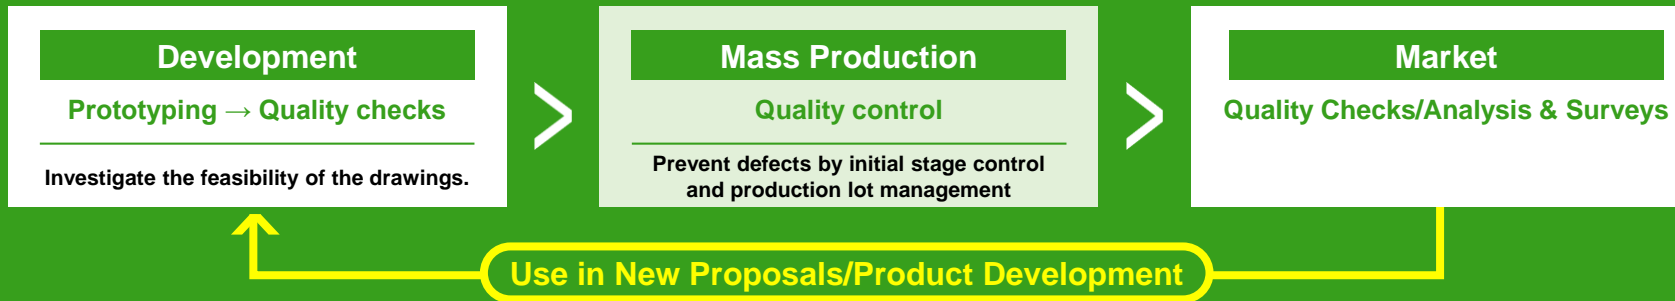 Development
Prototyping → Quality checks
Investigate the feasibility of the drawings.
Mass Production
Quality control
Prevent defects by initial stage control
and production lot management
Market
Quality Checks/Analysis & Surveys
Use in New Proposals/Product Development